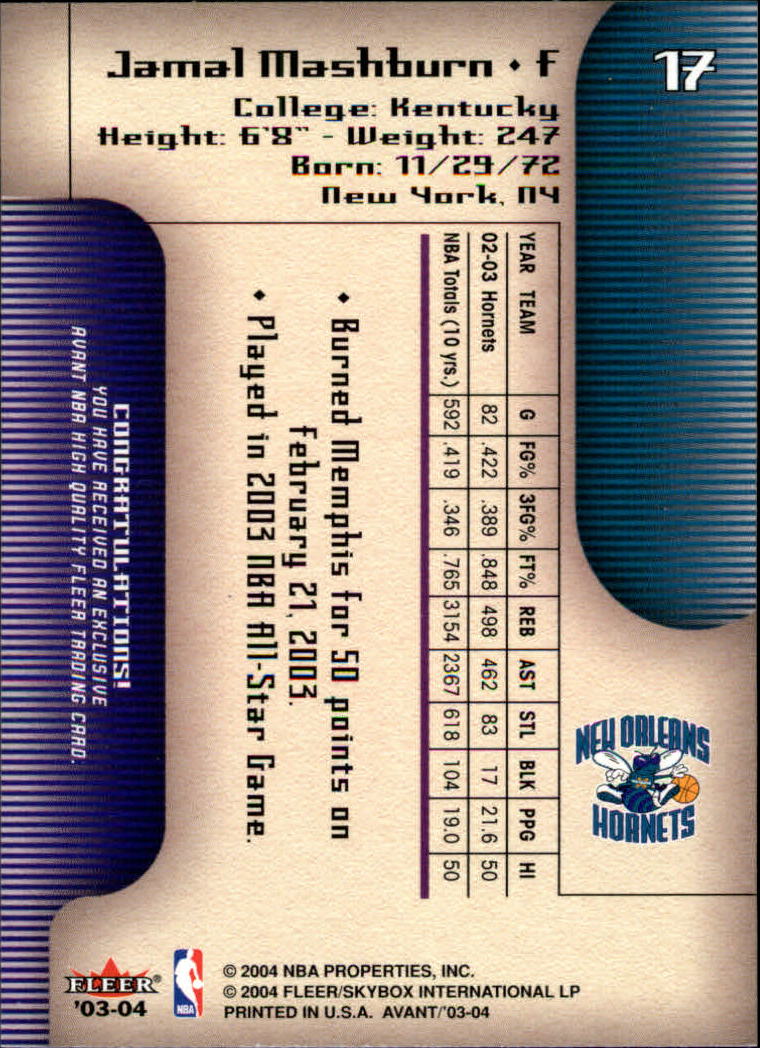 17
Jamal Mashburn • F
College: Kentucky
Height: 6'8" - Weight: 247
Born: 11/29/72
New York, NY
YEAR TEAM G FG% 3FG% FT% REB AST STL BLK PPG HI
02-03 Hornets 82 .422 .389 .848 498 462 83 17 21.6 50
NBA Totals (10 yrs.) 592 .419 .346 .765 3154 2367 618 104 19.0 50
♦ Burned Memphis for 50 points on
February 21, 2003.
♦ Played in 2003 NBA All-Star Game.
CONGRATULATIONS!
YOU HAVE RECEIVED AN EXCLUSIVE
AVANT NBA HIGH QUALITY FLEER TRADING CARD.
NEW ORLEANS
HORNETS
FLEER®
'03-04
NBA
© 2004 NBA PROPERTIES, INC.
© 2004 FLEER/SKYBOX INTERNATIONAL LP
PRINTED IN U.S.A. AVANT/'03-04